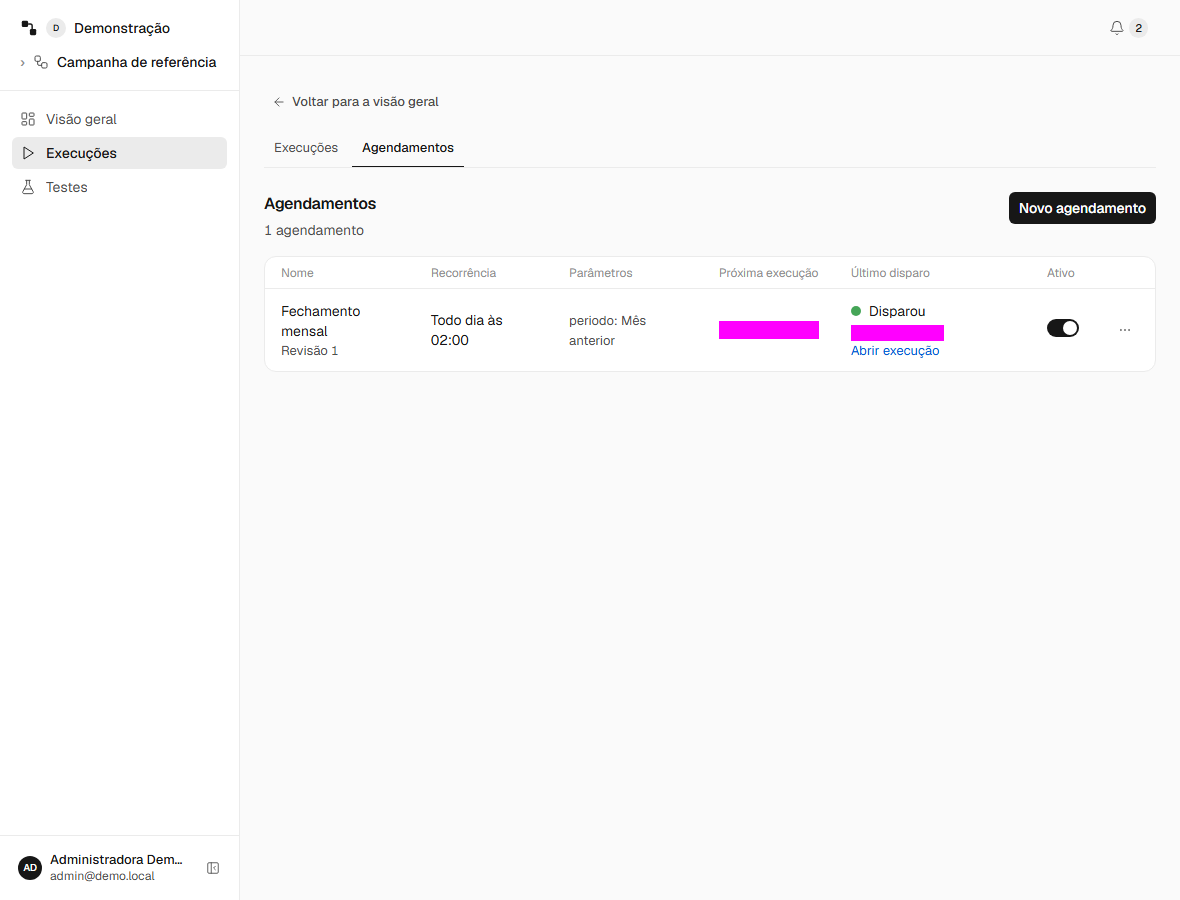 D Demonstração
2
Campanha de referência
Voltar para a visão geral
Visão geral
Execuções
Testes
Execuções Agendamentos
Agendamentos
1 agendamento
Novo agendamento
Nome Recorrência Parâmetros Próxima execução Último disparo Ativo
Fechamento
mensal
Revisão 1
Todo dia às
02:00
periodo: Mês
anterior
Disparou
Abrir execução
AD
Administradora Dem...
admin@demo.local